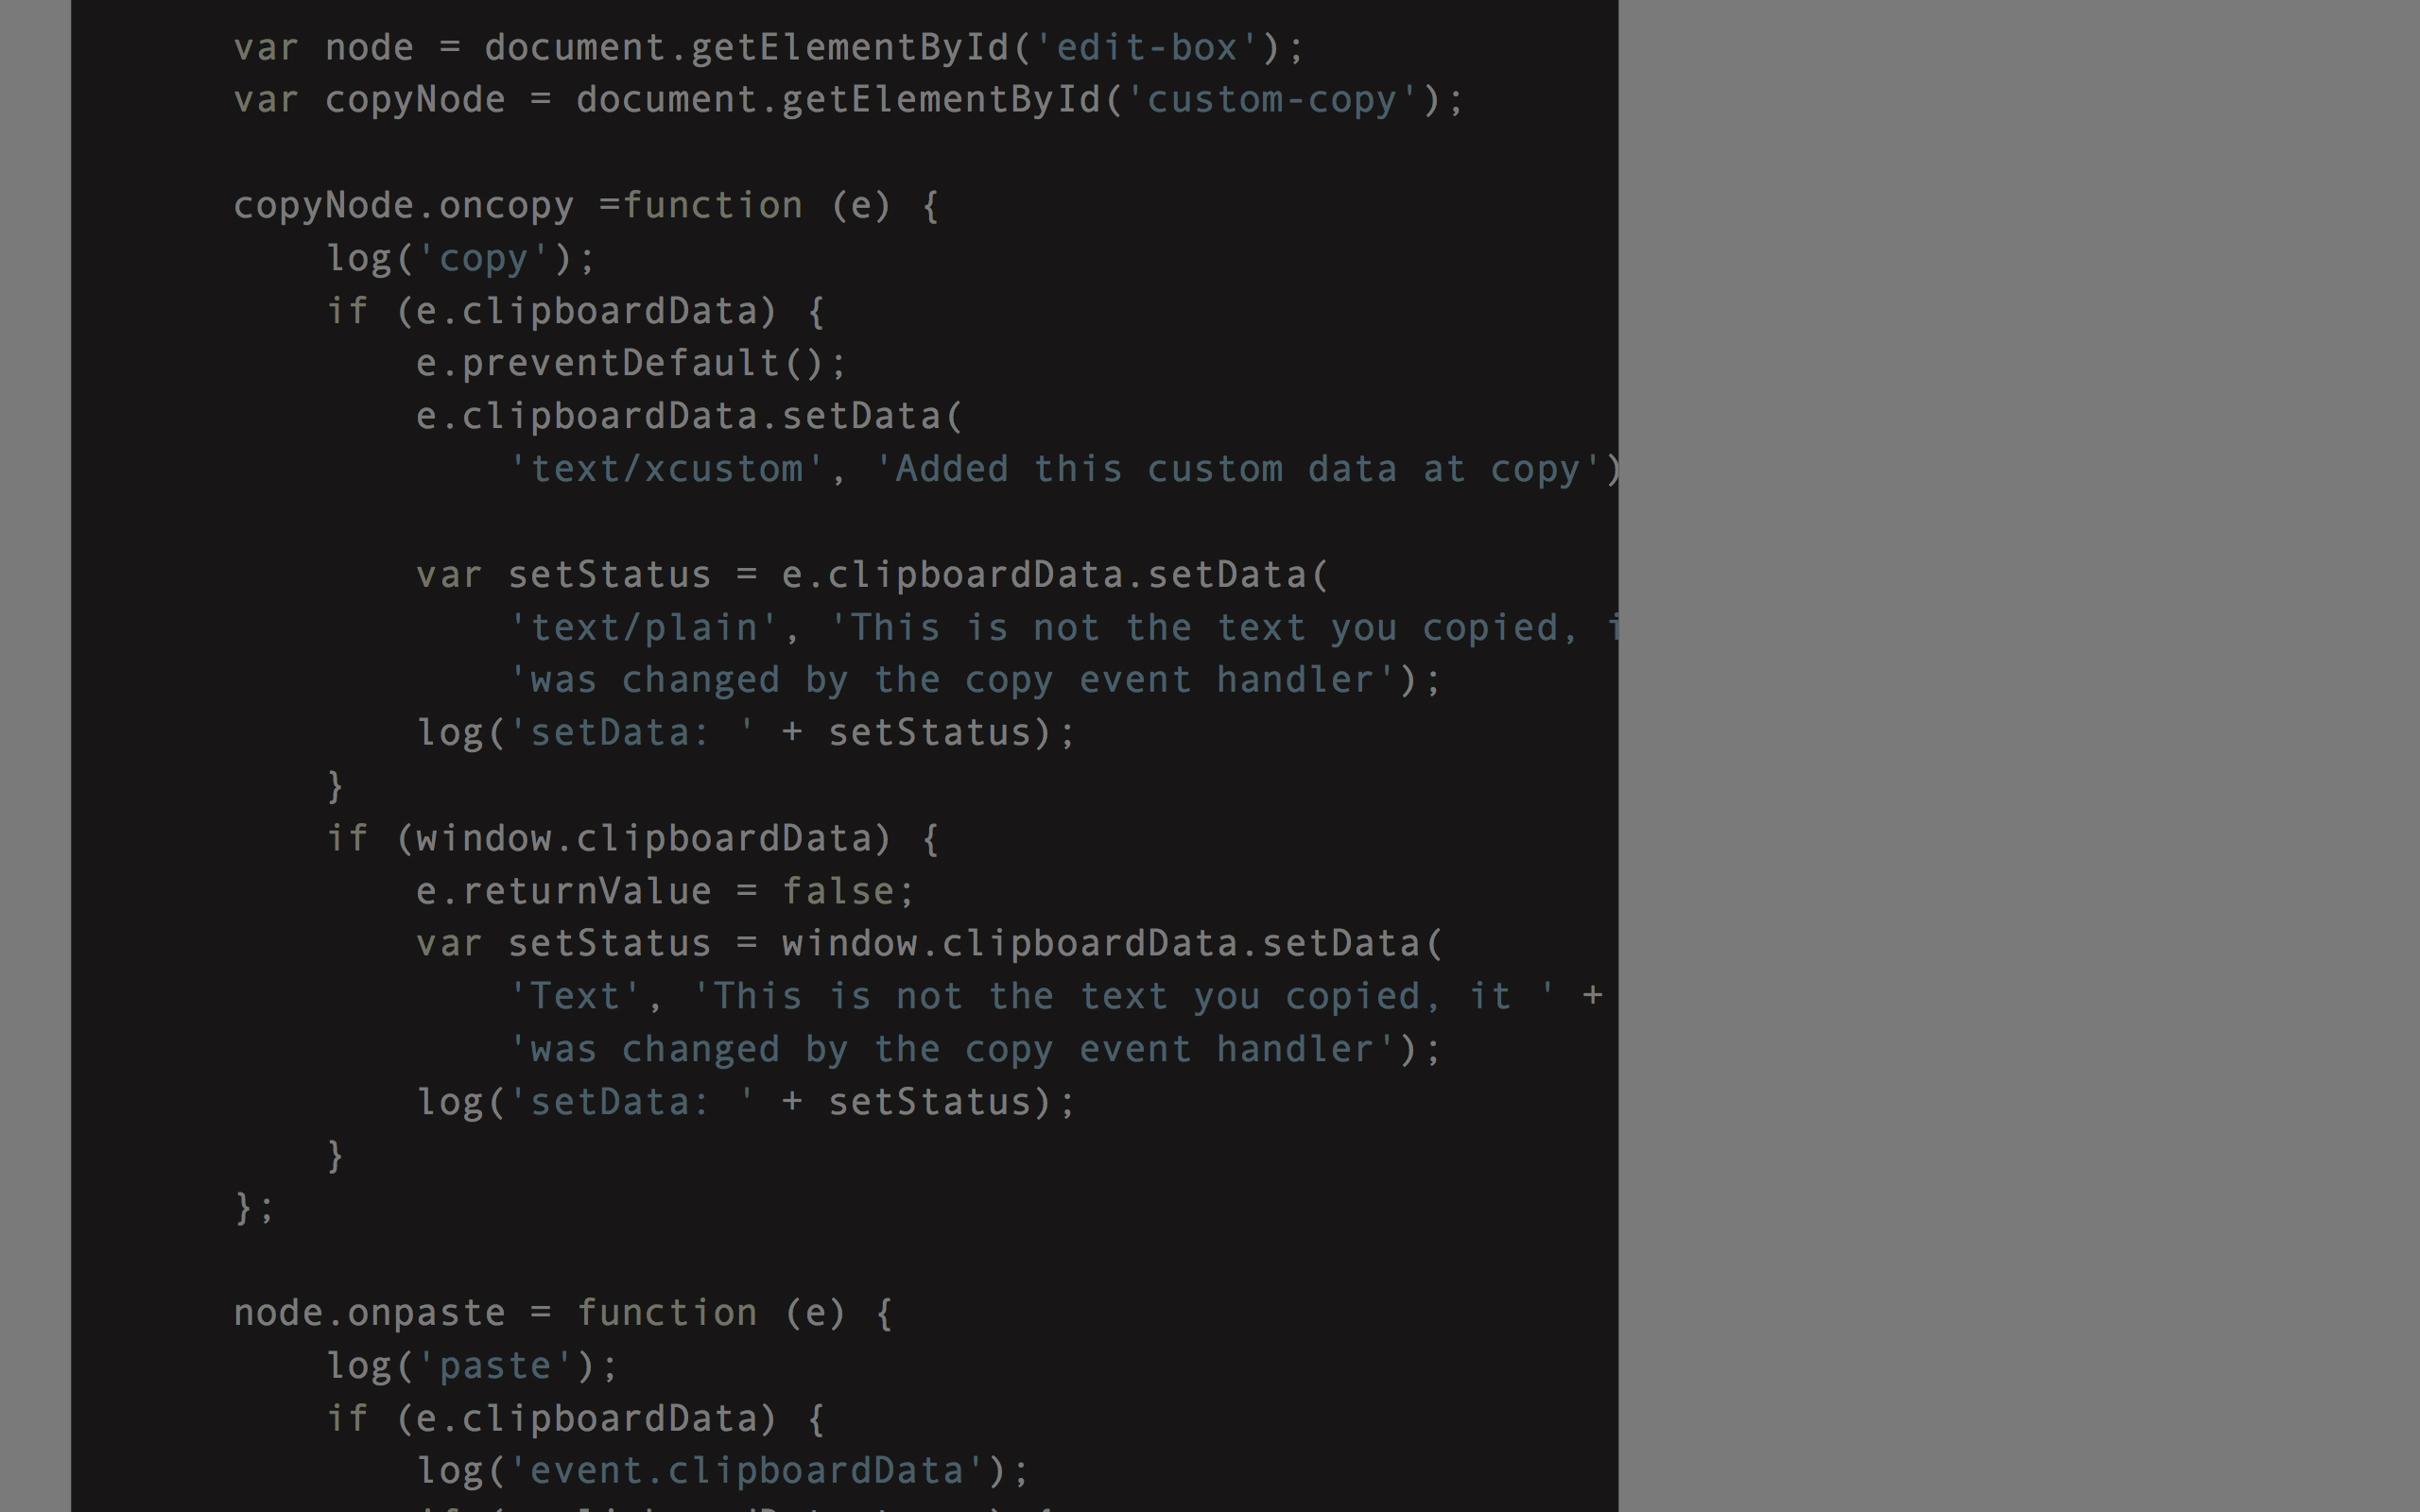 var node = document.getElementById('edit-box');
var copyNode = document.getElementById('custom-copy');
copyNode.oncopy =function (e) {
log('copy');
if (e.clipboardData) {
e.preventDefault();
e.clipboardData.setData(
'text/xcustom', 'Added this custom data at copy')
var setStatus = e.clipboardData.setData(
'text/plain', 'This is not the text you copied,
'was changed by the copy event handler');
log('setData: ' + setStatus);
}
if (window.clipboardData) {
e.returnValue = false;
var setStatus = window.clipboardData.setData(
'Text', 'This is not the text you copied, it ' +
'was changed by the copy event handler');
log('setData: ' + setStatus);
}
};
node.onpaste = function (e) {
log('paste');
if (e.clipboardData) {
log('event.clipboardData');